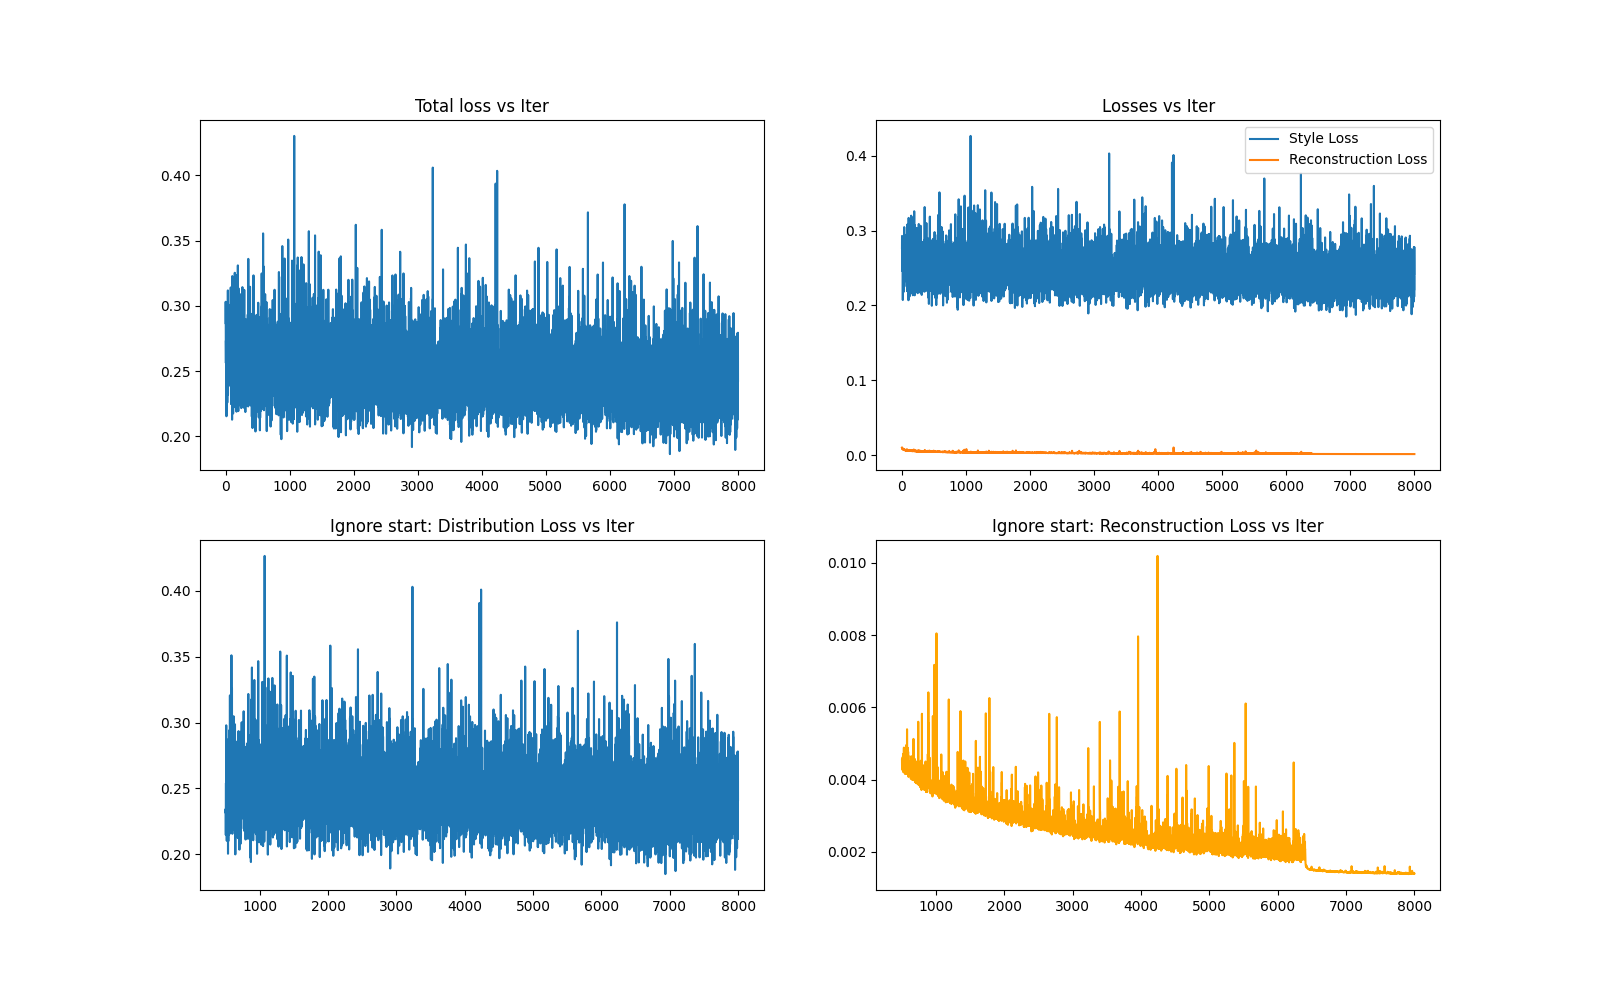 Total loss vs Iter
0.40
0.35
0.30
0.25
0.20
0 1000 2000 3000 4000 5000 6000 7000 8000
Losses vs Iter
Style Loss
Reconstruction Loss
0.4
0.3
0.2
0.1
0.0
0 1000 2000 3000 4000 5000 6000 7000 8000
Ignore start: Distribution Loss vs Iter
0.40
0.35
0.30
0.25
0.20
1000 2000 3000 4000 5000 6000 7000 8000
Ignore start: Reconstruction Loss vs Iter
0.010
0.008
0.006
0.004
0.002
1000 2000 3000 4000 5000 6000 7000 8000